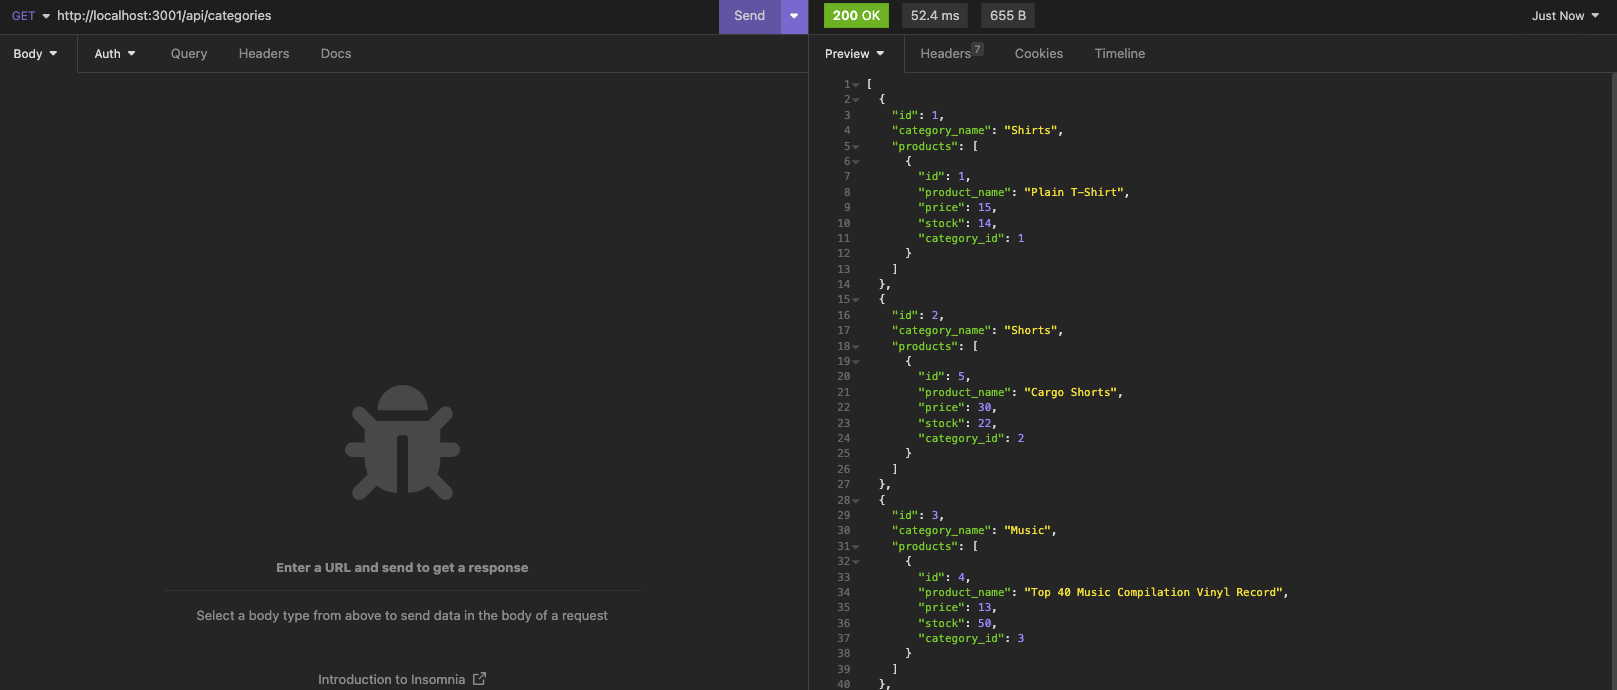 GET http://localhost:3001/api/categories Send 200 OK 52.4 ms 655 B Just Now
Body Auth Query Headers Docs Preview Headers 7 Cookies Timeline
1 [
2 {
3 "id": 1,
4 "category_name": "Shirts",
5 "products": [
6 {
7 "id": 1,
8 "product_name": "Plain T-Shirt",
9 "price": 15,
10 "stock": 14,
11 "category_id": 1
12 }
13 ]
14 },
15 {
16 "id": 2,
17 "category_name": "Shorts",
18 "products": [
19 {
20 "id": 5,
21 "product_name": "Cargo Shorts",
22 "price": 30,
23 "stock": 22,
24 "category_id": 2
25 }
26 ]
27 },
28 {
29 "id": 3,
30 "category_name": "Music",
31 "products": [
32 {
33 "id": 4,
34 "product_name": "Top 40 Music Compilation Vinyl Record",
35 "price": 13,
36 "stock": 50,
37 "category_id": 3
38 }
39 ]
40 },
Enter a URL and send to get a response
Select a body type from above to send data in the body of a request
Introduction to Insomnia